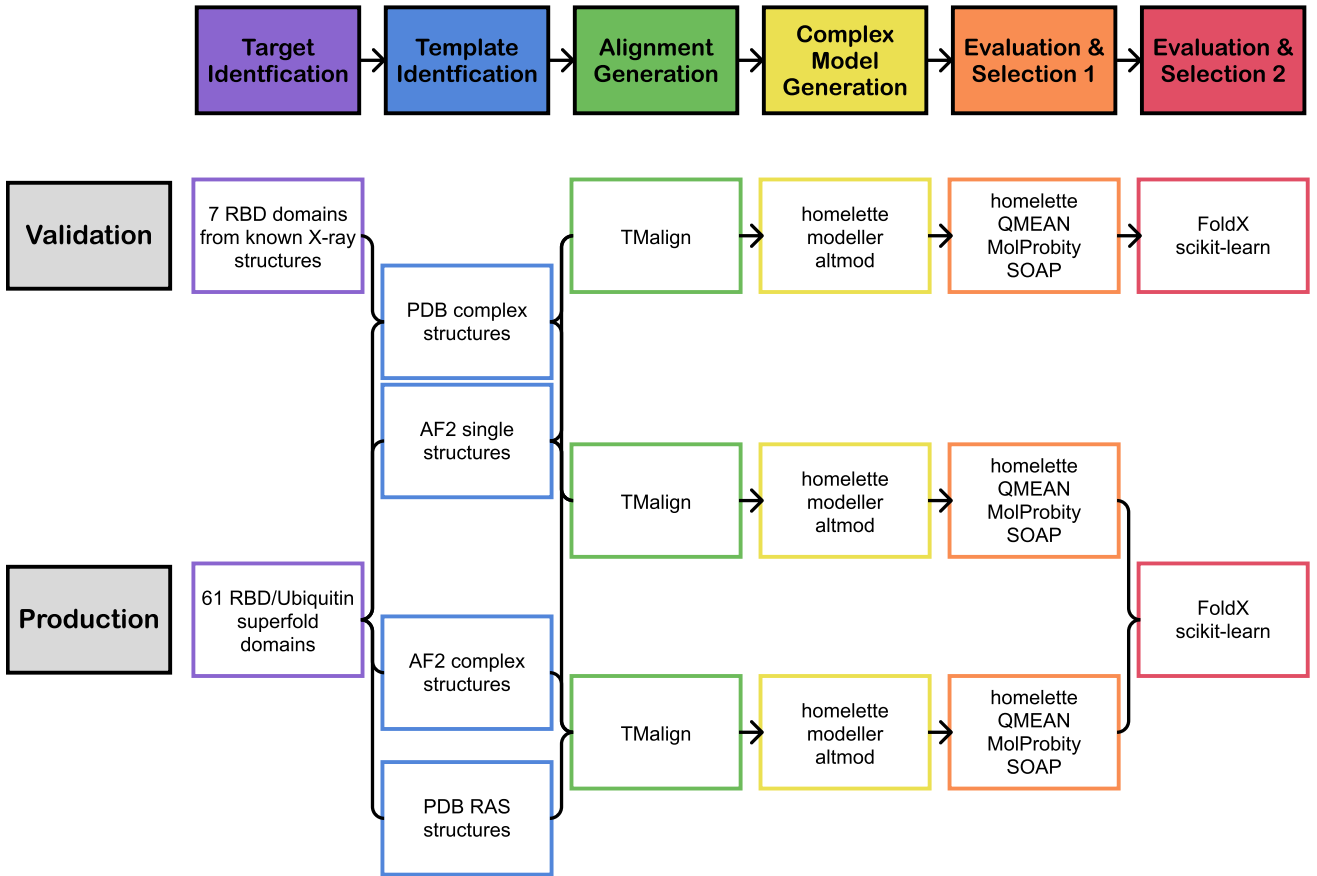 Target
Identfication
Template
Identfication
Alignment
Generation
Complex
Model
Generation
Evaluation &
Selection 1
Evaluation &
Selection 2
Validation
7 RBD domains
from known X-ray
structures
PDB complex
structures
AF2 single
structures
TMalign
homelette
modeller
altmod
homelette
QMEAN
MolProbity
SOAP
FoldX
scikit-learn
TMalign
homelette
modeller
altmod
homelette
QMEAN
MolProbity
SOAP
Production
61 RBD/Ubiquitin
superfold
domains
AF2 complex
structures
PDB RAS
structures
TMalign
homelette
modeller
altmod
homelette
QMEAN
MolProbity
SOAP
FoldX
scikit-learn